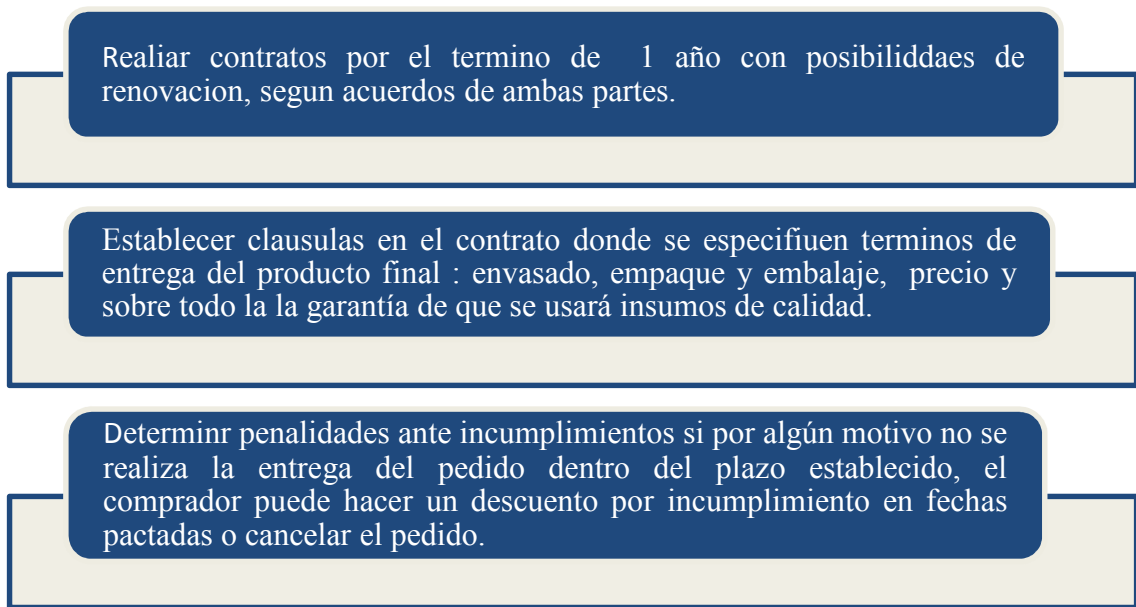 Realiar contratos por el termino de 1 año con posibiliddaes de
renovacion, segun acuerdos de ambas partes.
Establecer clausulas en el contrato donde se especifiuen terminos de
entrega del producto final : envasado, empaque y embalaje, precio y
sobre todo la la garantía de que se usará insumos de calidad.
Determinr penalidades ante incumplimientos si por algún motivo no se
realiza la entrega del pedido dentro del plazo establecido, el
comprador puede hacer un descuento por incumplimiento en fechas
pactadas o cancelar el pedido.